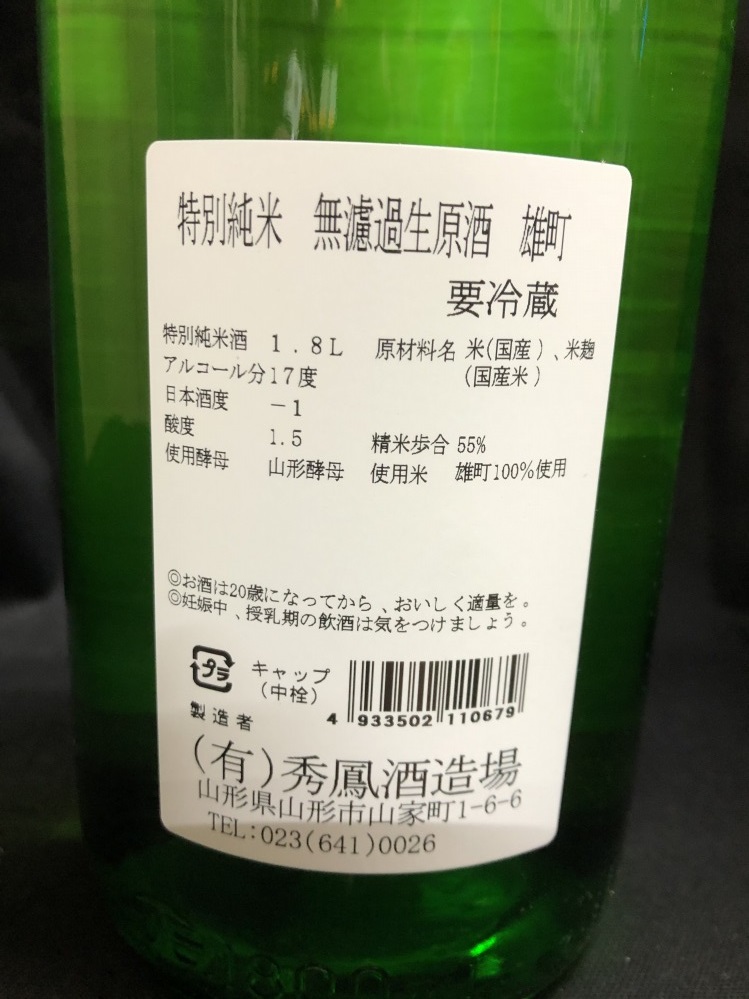 特別純米　無濾過生原酒　雄町
要冷蔵
特別純米酒　1.8L　原材料名 米(国産)、米麹
アルコール分17度　(国産米)
日本酒度　－1
酸度　1.5　精米歩合 55%
使用酵母　山形酵母　使用米　雄町100%使用
◎お酒は20歳になってから、おいしく適量を。
◎妊娠中、授乳期の飲酒は気をつけましょう。
プラ　キャップ
(中栓)
製造者　4 933502 110679
(有)秀鳳酒造場
山形県山形市山家町1-6-6
TEL:023(641)0026